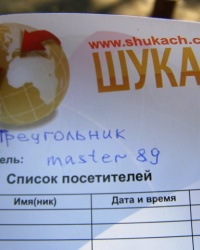 www.shukach.c
ШУКА
Треугольник
ель: master 89
Список посетителей
Имя(ник) Дата и время